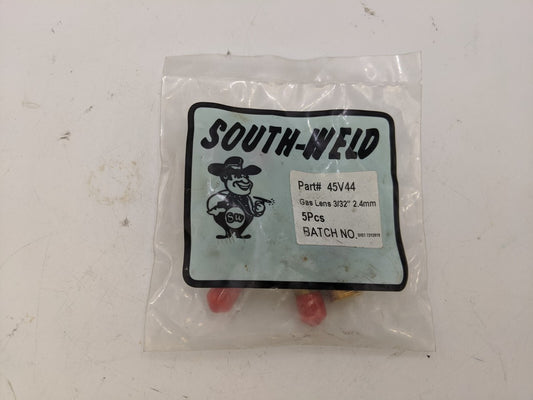 SOUTH-WELD
Part# 45V44
Gas Lens 3/32" 2.4mm
5Pcs
BATCH NO.
SW